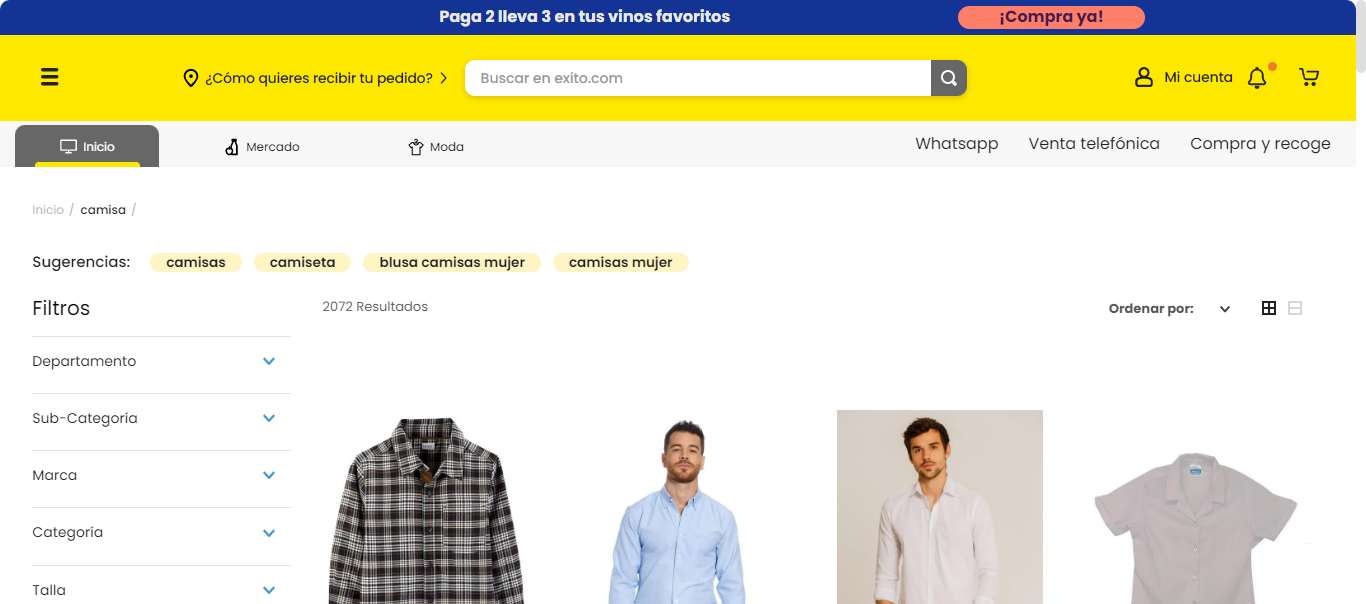 Paga 2 lleva 3 en tus vinos favoritos
¡Compra ya!
¿Cómo quieres recibir tu pedido?
Buscar en exito.com
Mi cuenta
Inicio
Mercado
Moda
Whatsapp
Venta telefónica
Compra y recoge
Inicio / camisa /
Sugerencias: camisas camiseta blusa camisas mujer camisas mujer
Filtros
2072 Resultados
Ordenar por:
Departamento
Sub-Categoría
Marca
Categoría
Talla